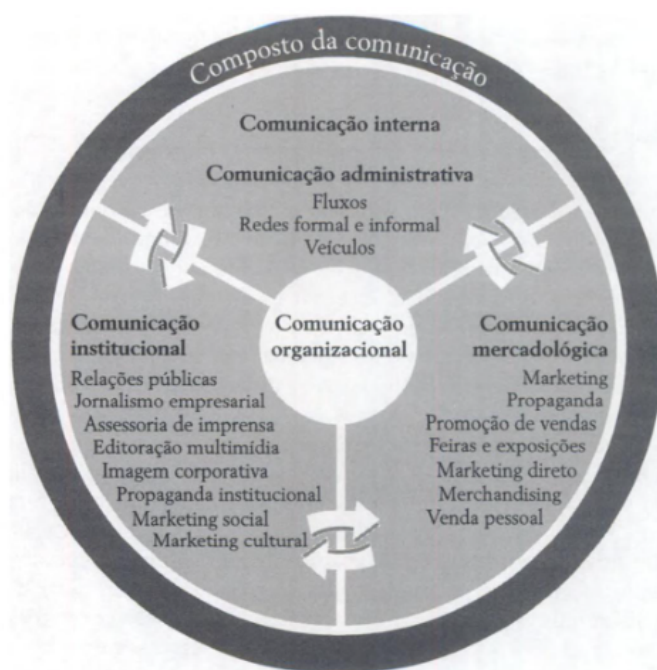 Composto da comunicação
Comunicação interna
Comunicação administrativa
Fluxos
Redes formal e informal
Veículos
Comunicação
organizacional
Comunicação
institucional
Relações públicas
Jornalismo empresarial
Assessoria de imprensa
Editoração multimídia
Imagem corporativa
Propaganda institucional
Marketing social
Marketing cultural
Comunicação
mercadológica
Marketing
Propaganda
Promoção de vendas
Feiras e exposições
Marketing direto
Merchandising
Venda pessoal